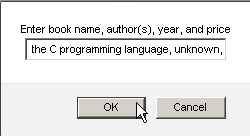 Enter book name, author(s), year, and price
the C programming language, unknown,
OK
Cancel